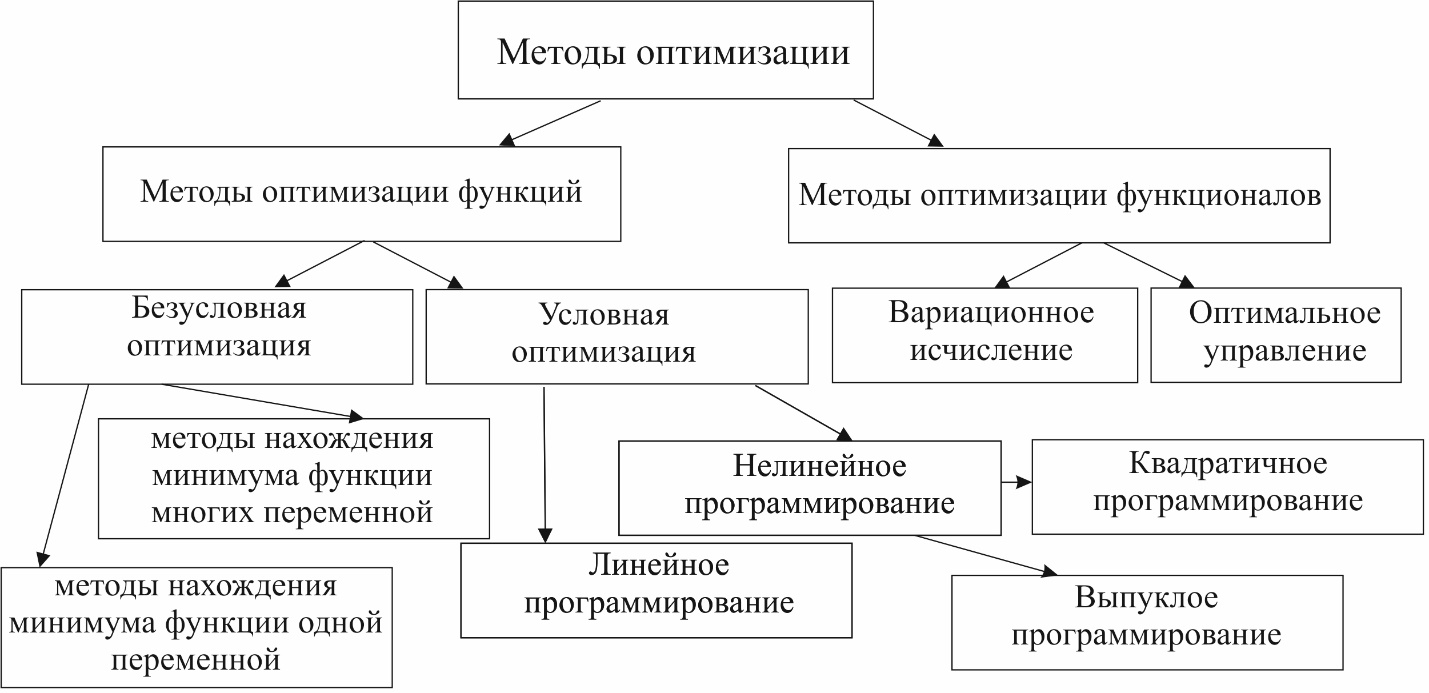 Методы оптимизации
Методы оптимизации функций
Методы оптимизации функционалов
Безусловная
оптимизация
Условная
оптимизация
Вариационное
исчисление
Оптимальное
управление
методы нахождения
минимума функции
многих переменной
Нелинейное
программирование
Квадратичное
программирование
методы нахождения
минимума функции одной
переменной
Линейное
программирование
Выпуклое
программирование